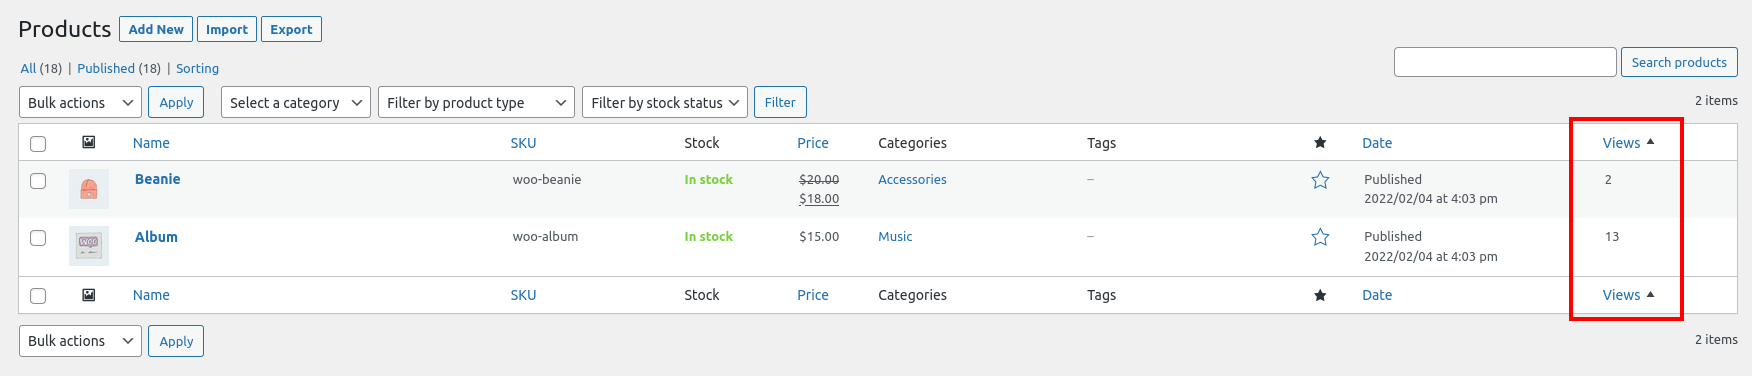 Products Add New Import Export
All (18) | Published (18) | Sorting
Search products
Bulk actions Apply Select a category Filter by product type Filter by stock status Filter 2 items
Name SKU Stock Price Categories Tags Date Views
Beanie woo-beanie In stock $20.00 Accessories – Published 2
$18.00 2022/02/04 at 4:03 pm
WOO Album woo-album In stock $15.00 Music – Published 13
2022/02/04 at 4:03 pm
Name SKU Stock Price Categories Tags Date Views
Bulk actions Apply 2 items